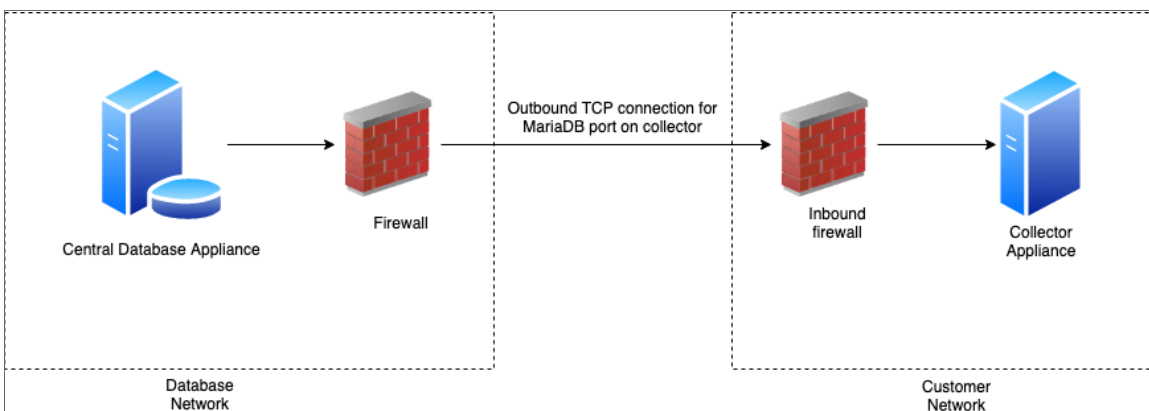 Outbound TCP connection for
MariaDB port on collector
Central Database Appliance
Firewall
Inbound
firewall
Collector
Appliance
Database
Network
Customer
Network